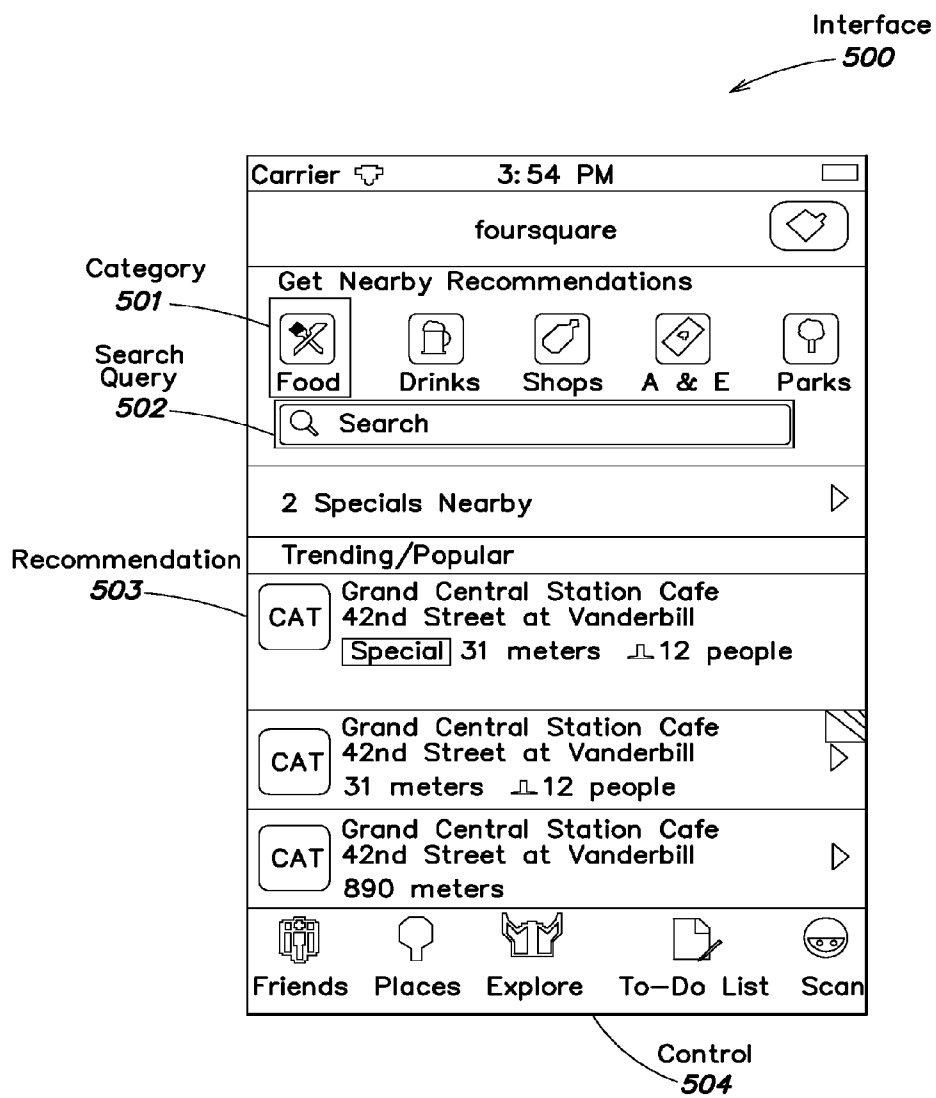 Interface
500
Carrier 3:54 PM
foursquare
Category
501
Get Nearby Recommendations
Food Drinks Shops A & E Parks
Search
Query
502
Search
2 Specials Nearby
Trending/Popular
Recommendation
503
CAT
Grand Central Station Cafe
42nd Street at Vanderbill
Special 31 meters 12 people
CAT
Grand Central Station Cafe
42nd Street at Vanderbill
31 meters 12 people
CAT
Grand Central Station Cafe
42nd Street at Vanderbill
890 meters
Friends Places Explore To-Do List Scan
Control
504